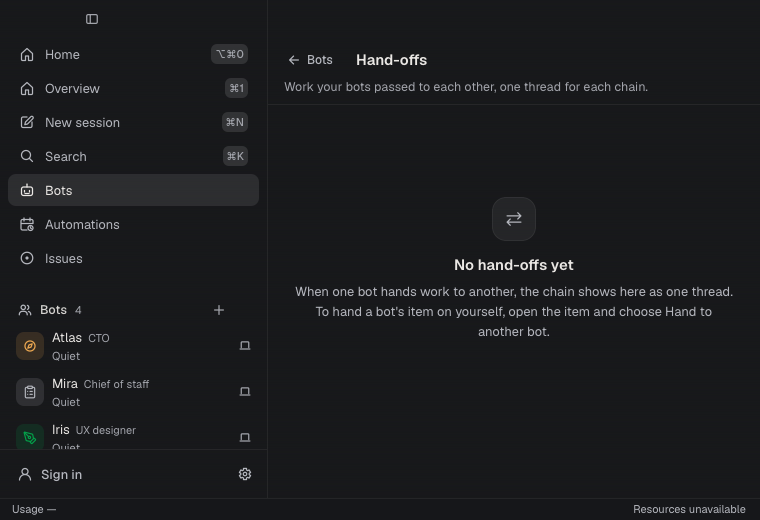 Home ⌥⌘0
Overview ⌘1
New session ⌘N
Search ⌘K
Bots
Automations
Issues
Bots 4
Atlas CTO
Quiet
Mira Chief of staff
Quiet
Iris UX designer
Quiet
Sign in
Bots
Hand-offs
Work your bots passed to each other, one thread for each chain.
No hand-offs yet
When one bot hands work to another, the chain shows here as one thread.
To hand a bot's item on yourself, open the item and choose Hand to
another bot.
Usage —
Resources unavailable